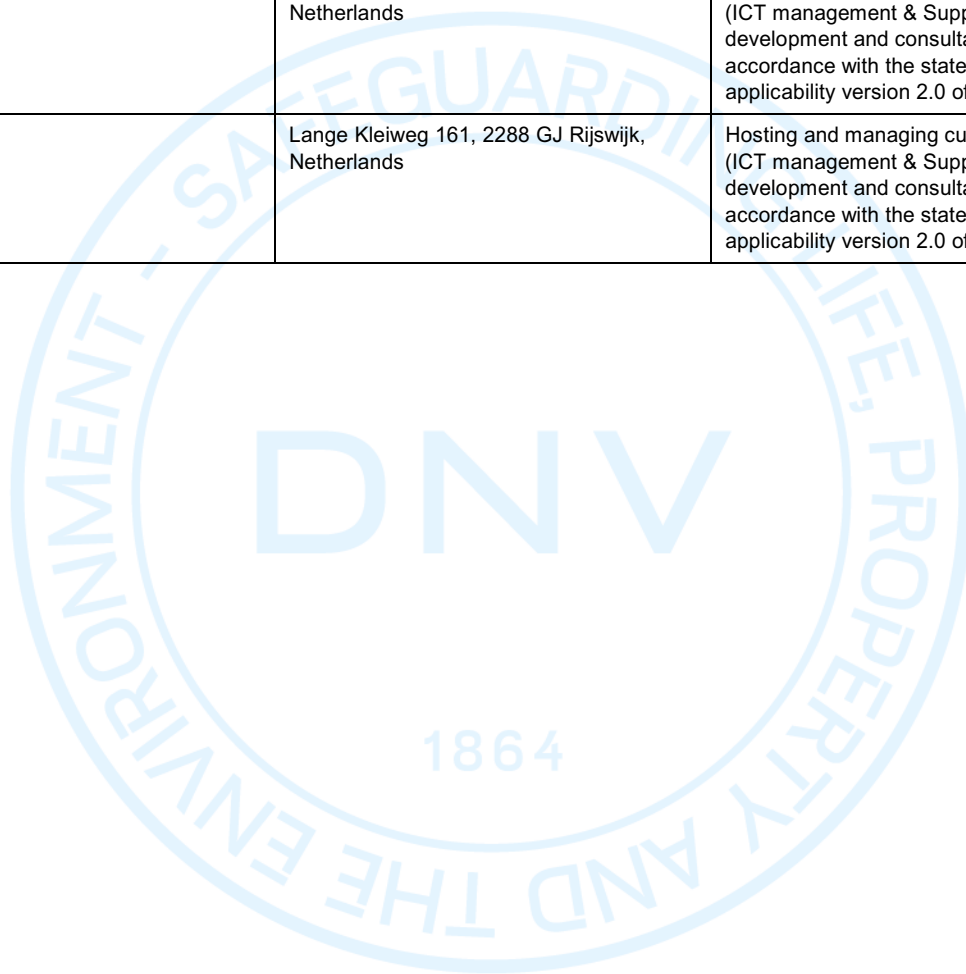 Netherlands
(ICT management & Supp
development and consulta
accordance with the state
applicability version 2.0 of
Lange Kleiweg 161, 2288 GJ Rijswijk,
Netherlands
Hosting and managing cu
(ICT management & Supp
development and consulta
accordance with the state
applicability version 2.0 of
SAFEGUARDING LIFE, PROPERTY AND THE ENVIRONMENT -
DNV
1864